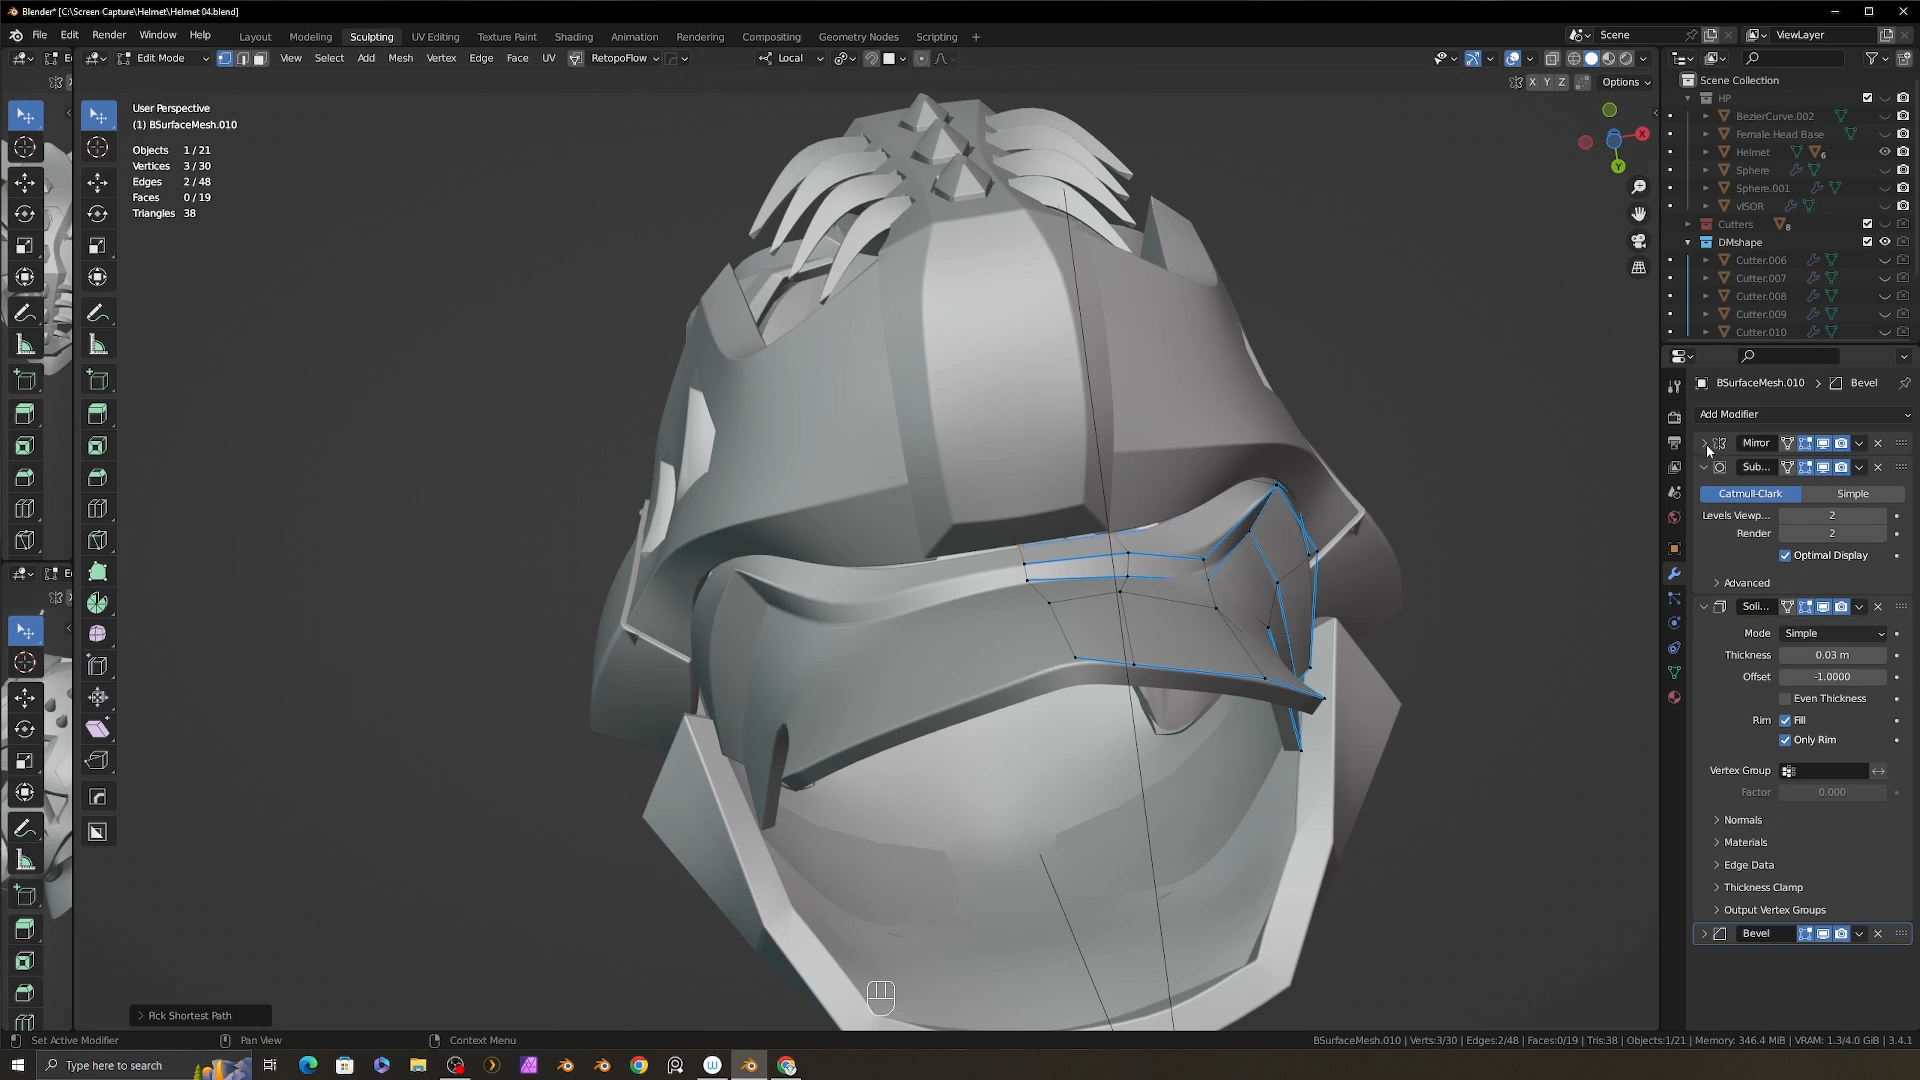 Blender* [C:\Screen Capture\Helmet\Helmet 04.blend]
File Edit Render Window Help
Layout Modeling Sculpting UV Editing Texture Paint Shading Animation Rendering Compositing Geometry Nodes Scripting +
Scene
ViewLayer
Edit Mode
View Select Add Mesh Vertex Edge Face UV
RetopoFlow
Local
X Y Z
Options
User Perspective
(1) BSurfaceMesh.010
Objects 1 / 21
Vertices 3 / 30
Edges 2 / 48
Faces 0 / 19
Triangles 38
X
Y
Scene Collection
HP
BezierCurve.002
Female Head Base
Helmet
6
Sphere
Sphere.001
vISOR
Cutters
8
DMshape
Cutter.006
Cutter.007
Cutter.008
Cutter.009
Cutter.010
BSurfaceMesh.010 > Bevel
Add Modifier
Mirror
Sub...
Catmull-Clark Simple
Levels Viewp... 2
Render 2
Optimal Display
Advanced
Soli...
Mode Simple
Thickness 0.03 m
Offset -1.0000
Even Thickness
Rim Fill
Only Rim
Vertex Group
Factor 0.000
Normals
Materials
Edge Data
Thickness Clamp
Output Vertex Groups
Bevel
Pick Shortest Path
Set Active Modifier
Pan View
Context Menu
BSurfaceMesh.010 | Verts:3/30 | Edges:2/48 | Faces:0/19 | Tris:38 | Objects:1/21 | Memory: 346.4 MiB | VRAM: 1.3/4.0 GiB | 3.4.1
Type here to search